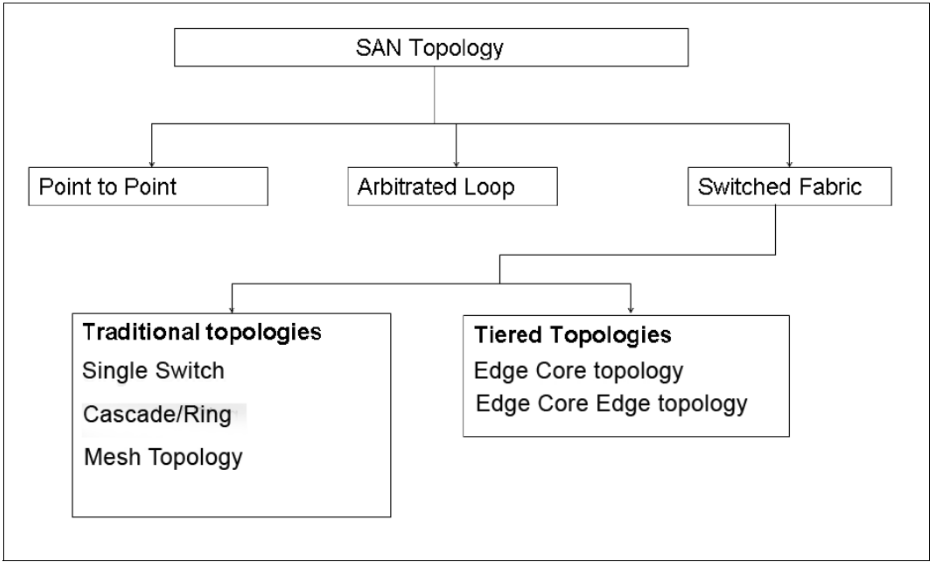 SAN Topology
Point to Point
Arbitrated Loop
Switched Fabric
Traditional topologies
Single Switch
Cascade/Ring
Mesh Topology
Tiered Topologies
Edge Core topology
Edge Core Edge topology